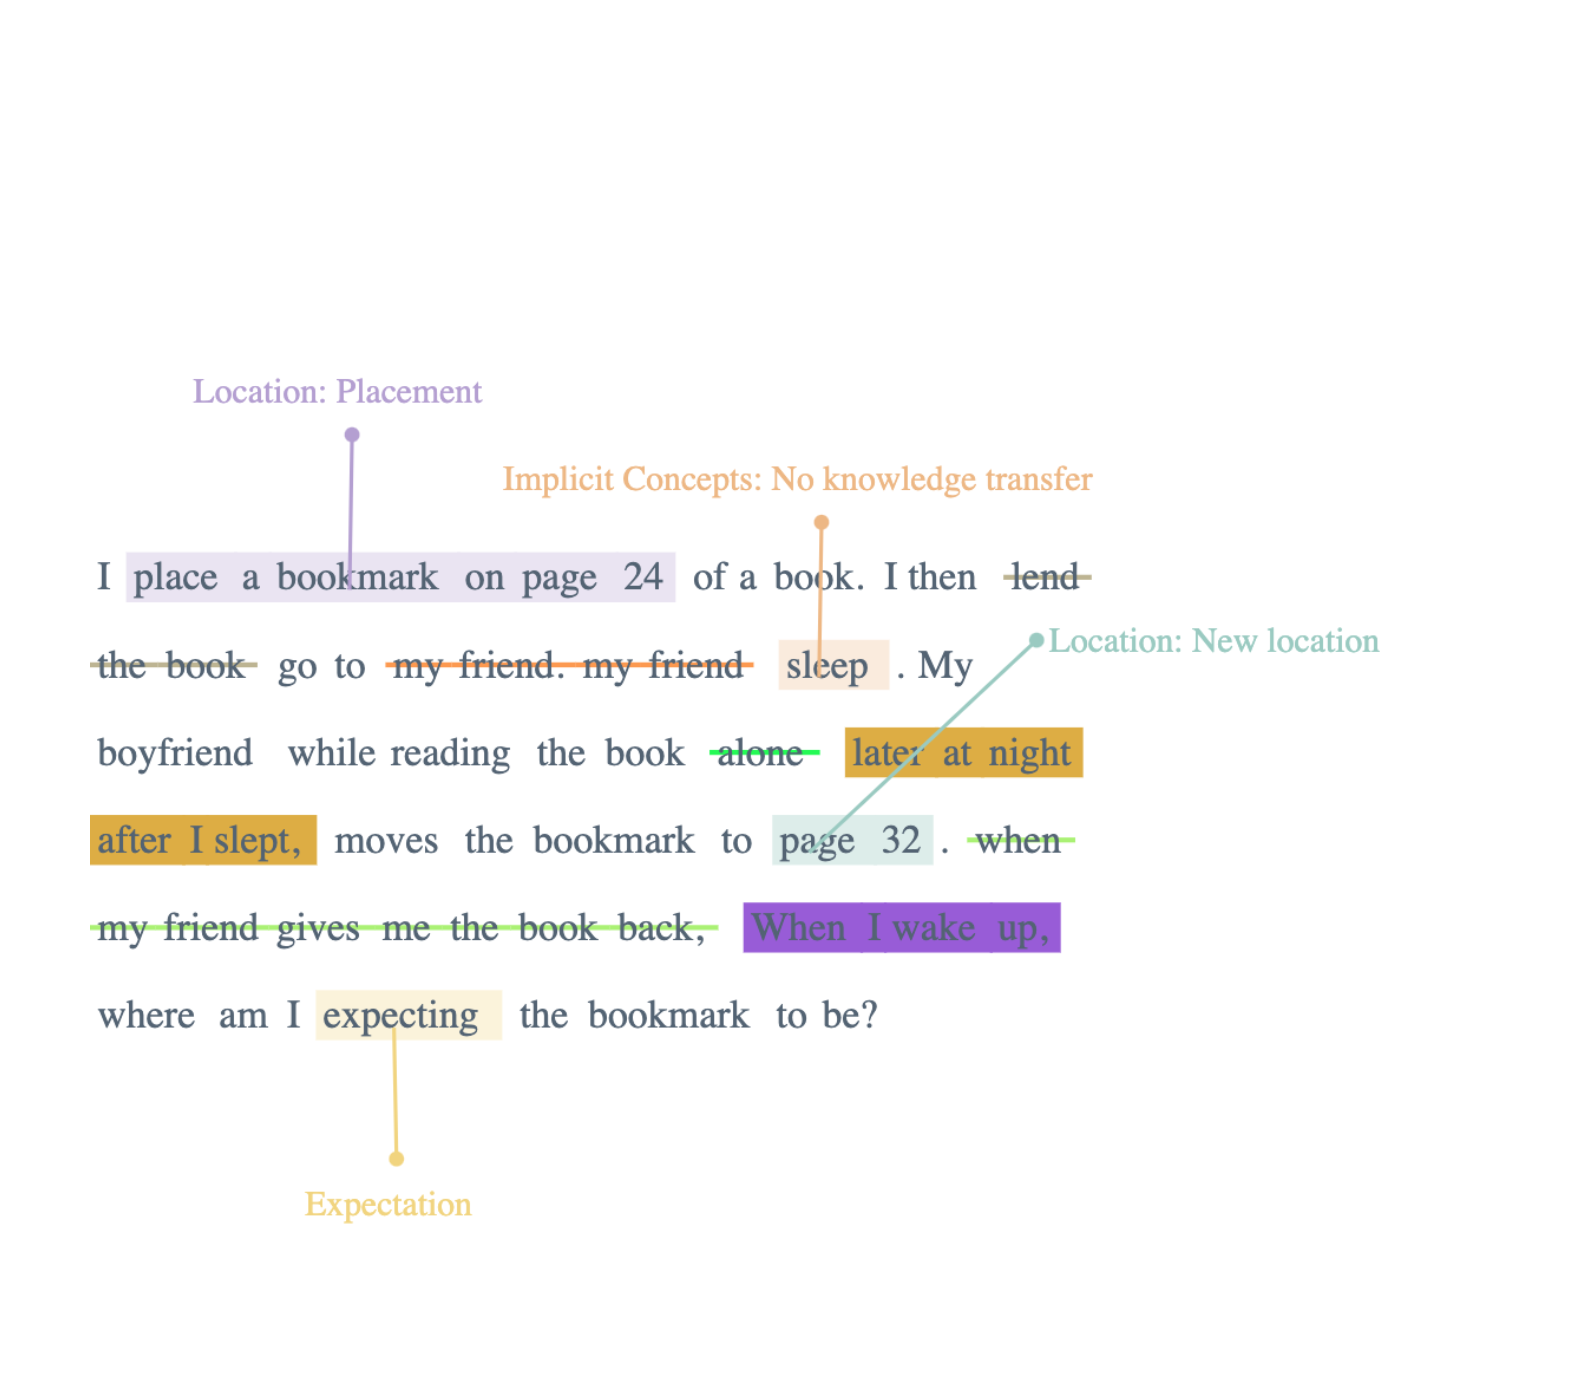 Location: Placement
Implicit Concepts: No knowledge transfer
I place a bookmark on page 24 of a book. I then lend
Location: New location
the book go to my friend. my friend sleep . My
boyfriend while reading the book alone later at night
after I slept, moves the bookmark to page 32 . when
my friend gives me the book back, When I wake up,
where am I expecting the bookmark to be?
Expectation